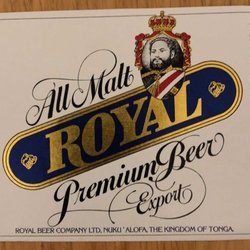 All Malt
ROYAL
Premium Beer
Export
ROYAL BEER COMPANY LTD, NUKU'ALOFA, THE KINGDOM OF TONGA.